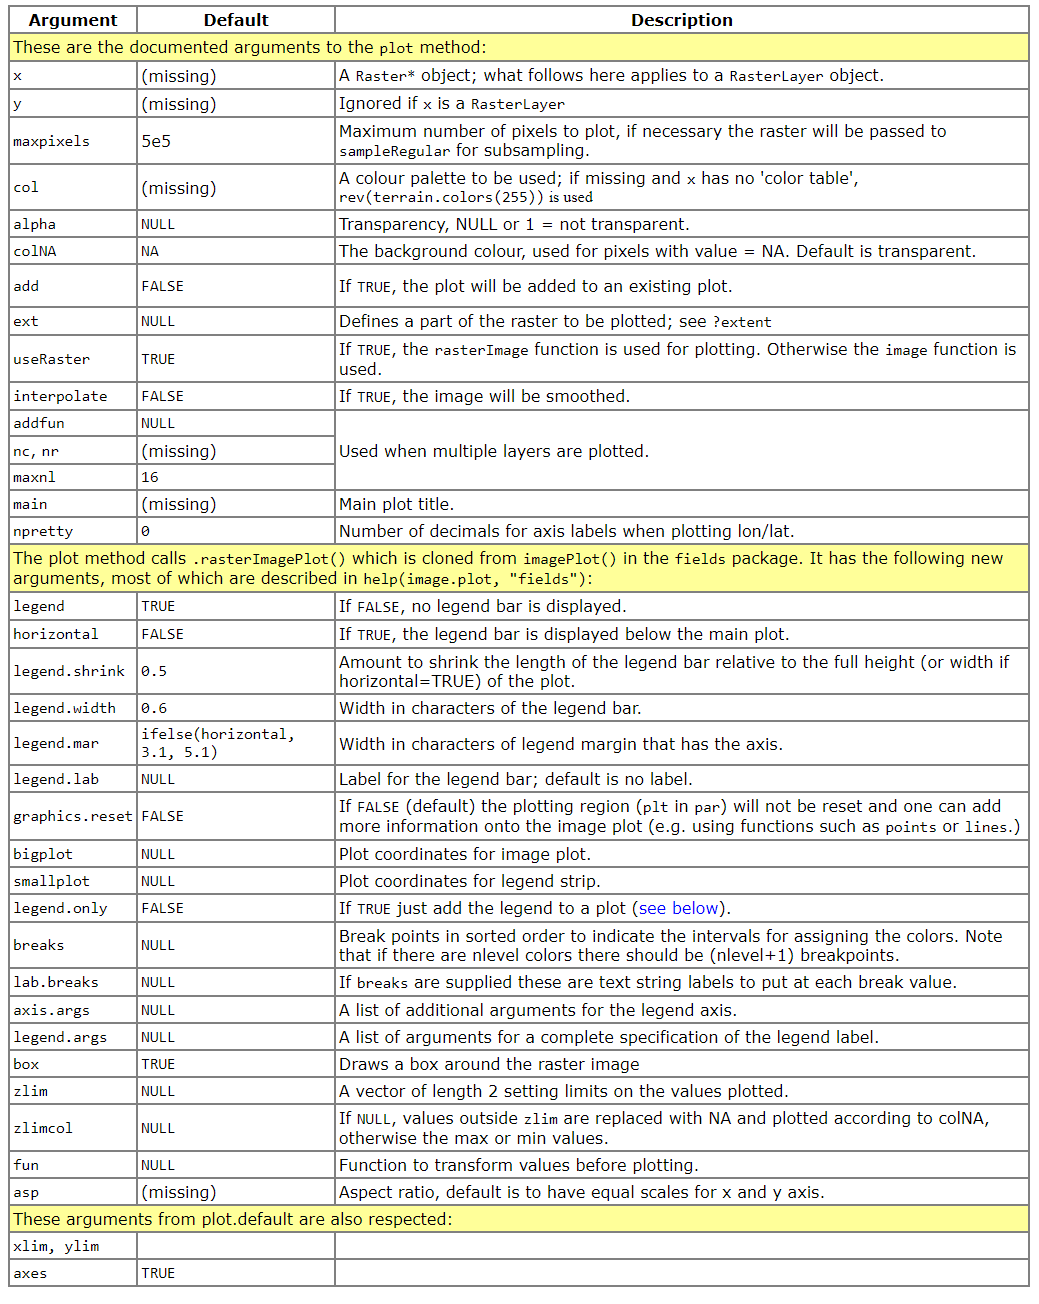 Argument Default Description
These are the documented arguments to the plot method:
x (missing) A Raster* object; what follows here applies to a RasterLayer object.
y (missing) Ignored if x is a RasterLayer
maxpixels 5e5 Maximum number of pixels to plot, if necessary the raster will be passed to
sampleRegular for subsampling.
col (missing) A colour palette to be used; if missing and x has no 'color table',
rev(terrain.colors(255)) is used
alpha NULL Transparency, NULL or 1 = not transparent.
colNA NA The background colour, used for pixels with value = NA. Default is transparent.
add FALSE If TRUE, the plot will be added to an existing plot.
ext NULL Defines a part of the raster to be plotted; see ?extent
useRaster TRUE If TRUE, the rasterImage function is used for plotting. Otherwise the image function is
used.
interpolate FALSE If TRUE, the image will be smoothed.
addfun NULL
nc, nr (missing) Used when multiple layers are plotted.
maxnl 16
main (missing) Main plot title.
npretty 0 Number of decimals for axis labels when plotting lon/lat.
The plot method calls .rasterImagePlot() which is cloned from imagePlot() in the fields package. It has the following new
arguments, most of which are described in help(image.plot, "fields"):
legend TRUE If FALSE, no legend bar is displayed.
horizontal FALSE If TRUE, the legend bar is displayed below the main plot.
legend.shrink 0.5 Amount to shrink the length of the legend bar relative to the full height (or width if
horizontal=TRUE) of the plot.
legend.width 0.6 Width in characters of the legend bar.
legend.mar ifelse(horizontal,
3.1, 5.1) Width in characters of legend margin that has the axis.
legend.lab NULL Label for the legend bar; default is no label.
graphics.reset FALSE If FALSE (default) the plotting region (plt in par) will not be reset and one can add
more information onto the image plot (e.g. using functions such as points or lines.)
bigplot NULL Plot coordinates for image plot.
smallplot NULL Plot coordinates for legend strip.
legend.only FALSE If TRUE just add the legend to a plot (see below).
breaks NULL Break points in sorted order to indicate the intervals for assigning the colors. Note
that if there are nlevel colors there should be (nlevel+1) breakpoints.
lab.breaks NULL If breaks are supplied these are text string labels to put at each break value.
axis.args NULL A list of additional arguments for the legend axis.
legend.args NULL A list of arguments for a complete specification of the legend label.
box TRUE Draws a box around the raster image
zlim NULL A vector of length 2 setting limits on the values plotted.
zlimcol NULL If NULL, values outside zlim are replaced with NA and plotted according to colNA,
otherwise the max or min values.
fun NULL Function to transform values before plotting.
asp (missing) Aspect ratio, default is to have equal scales for x and y axis.
These arguments from plot.default are also respected:
xlim, ylim
axes TRUE